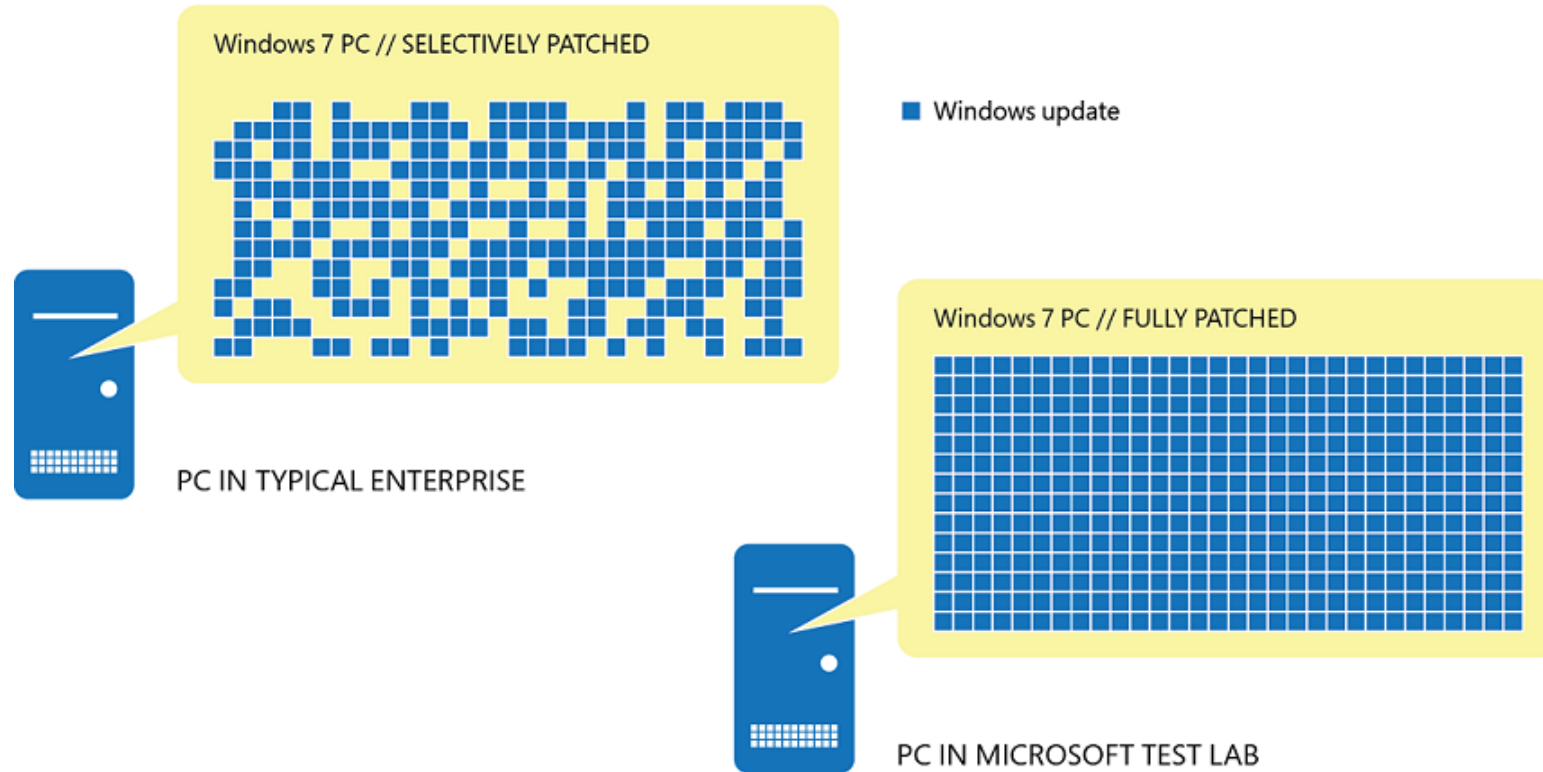 Windows 7 PC // SELECTIVELY PATCHED
Windows update
PC IN TYPICAL ENTERPRISE
Windows 7 PC // FULLY PATCHED
PC IN MICROSOFT TEST LAB